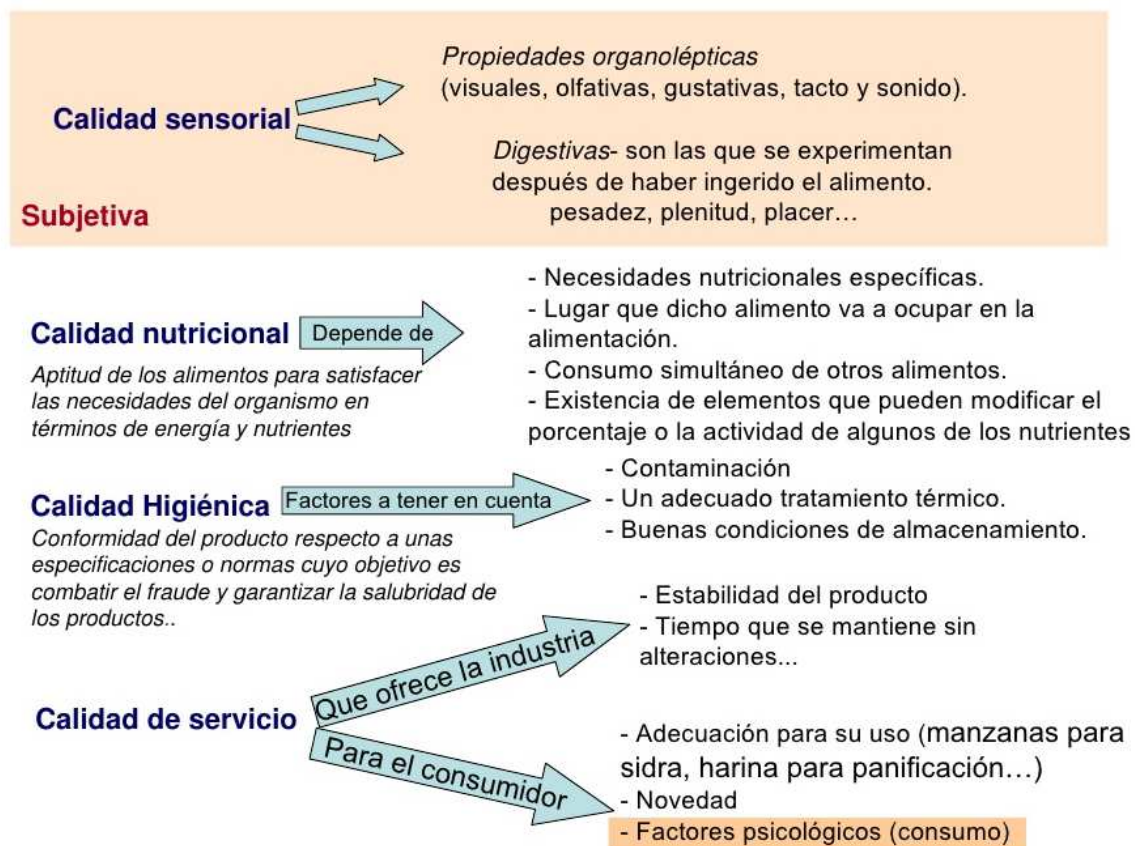 Calidad sensorial
Propiedades organolépticas
(visuales, olfativas, gustativas, tacto y sonido).
Digestivas- son las que se experimentan
después de haber ingerido el alimento.
pesadez, plenitud, placer…
Subjetiva
Calidad nutricional
Depende de
Aptitud de los alimentos para satisfacer
las necesidades del organismo en
términos de energía y nutrientes
- Necesidades nutricionales específicas.
- Lugar que dicho alimento va a ocupar en la
alimentación.
- Consumo simultáneo de otros alimentos.
- Existencia de elementos que pueden modificar el
porcentaje o la actividad de algunos de los nutrientes
Calidad Higiénica
Factores a tener en cuenta
Conformidad del producto respecto a unas
especificaciones o normas cuyo objetivo es
combatir el fraude y garantizar la salubridad de
los productos..
- Contaminación
- Un adecuado tratamiento térmico.
- Buenas condiciones de almacenamiento.
Calidad de servicio
Que ofrece la industria
- Estabilidad del producto
- Tiempo que se mantiene sin
alteraciones...
Para el consumidor
- Adecuación para su uso (manzanas para
sidra, harina para panificación…)
- Novedad
- Factores psicológicos (consumo)